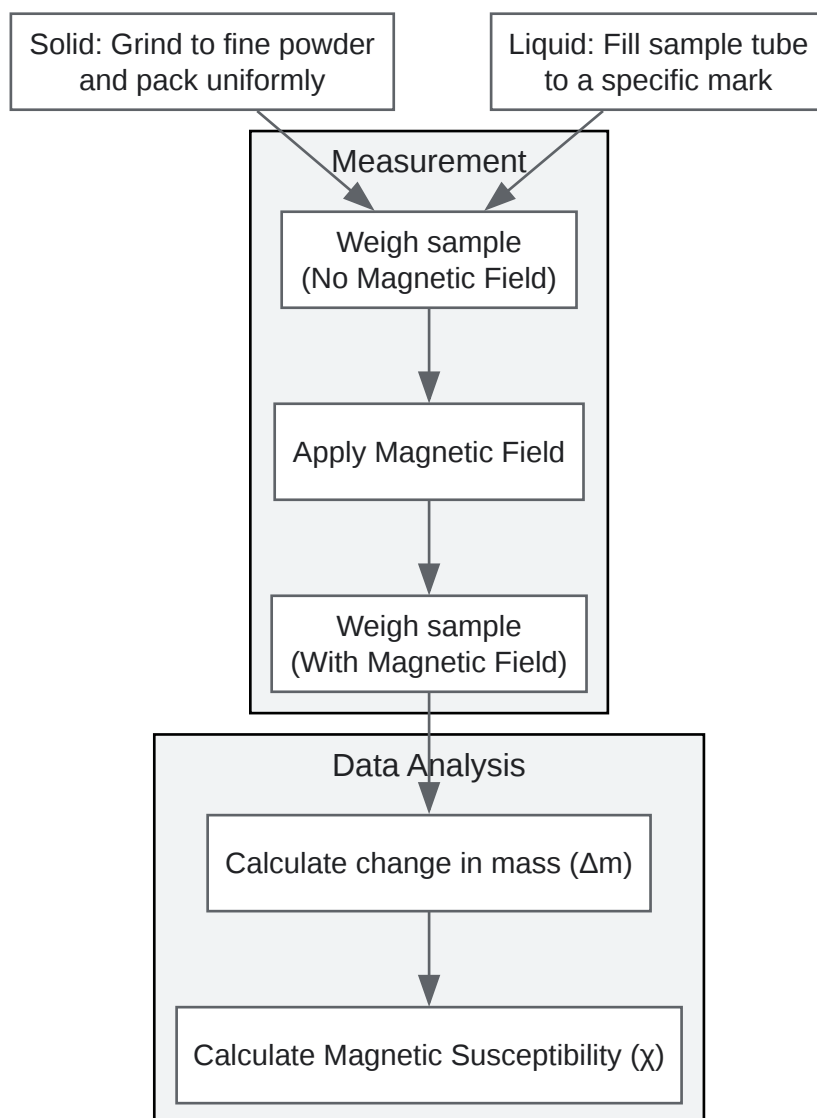 Solid: Grind to fine powder
and pack uniformly
Liquid: Fill sample tube
to a specific mark
Measurement
Weigh sample
(No Magnetic Field)
Apply Magnetic Field
Weigh sample
(With Magnetic Field)
Data Analysis
Calculate change in mass (Δm)
Calculate Magnetic Susceptibility (χ)